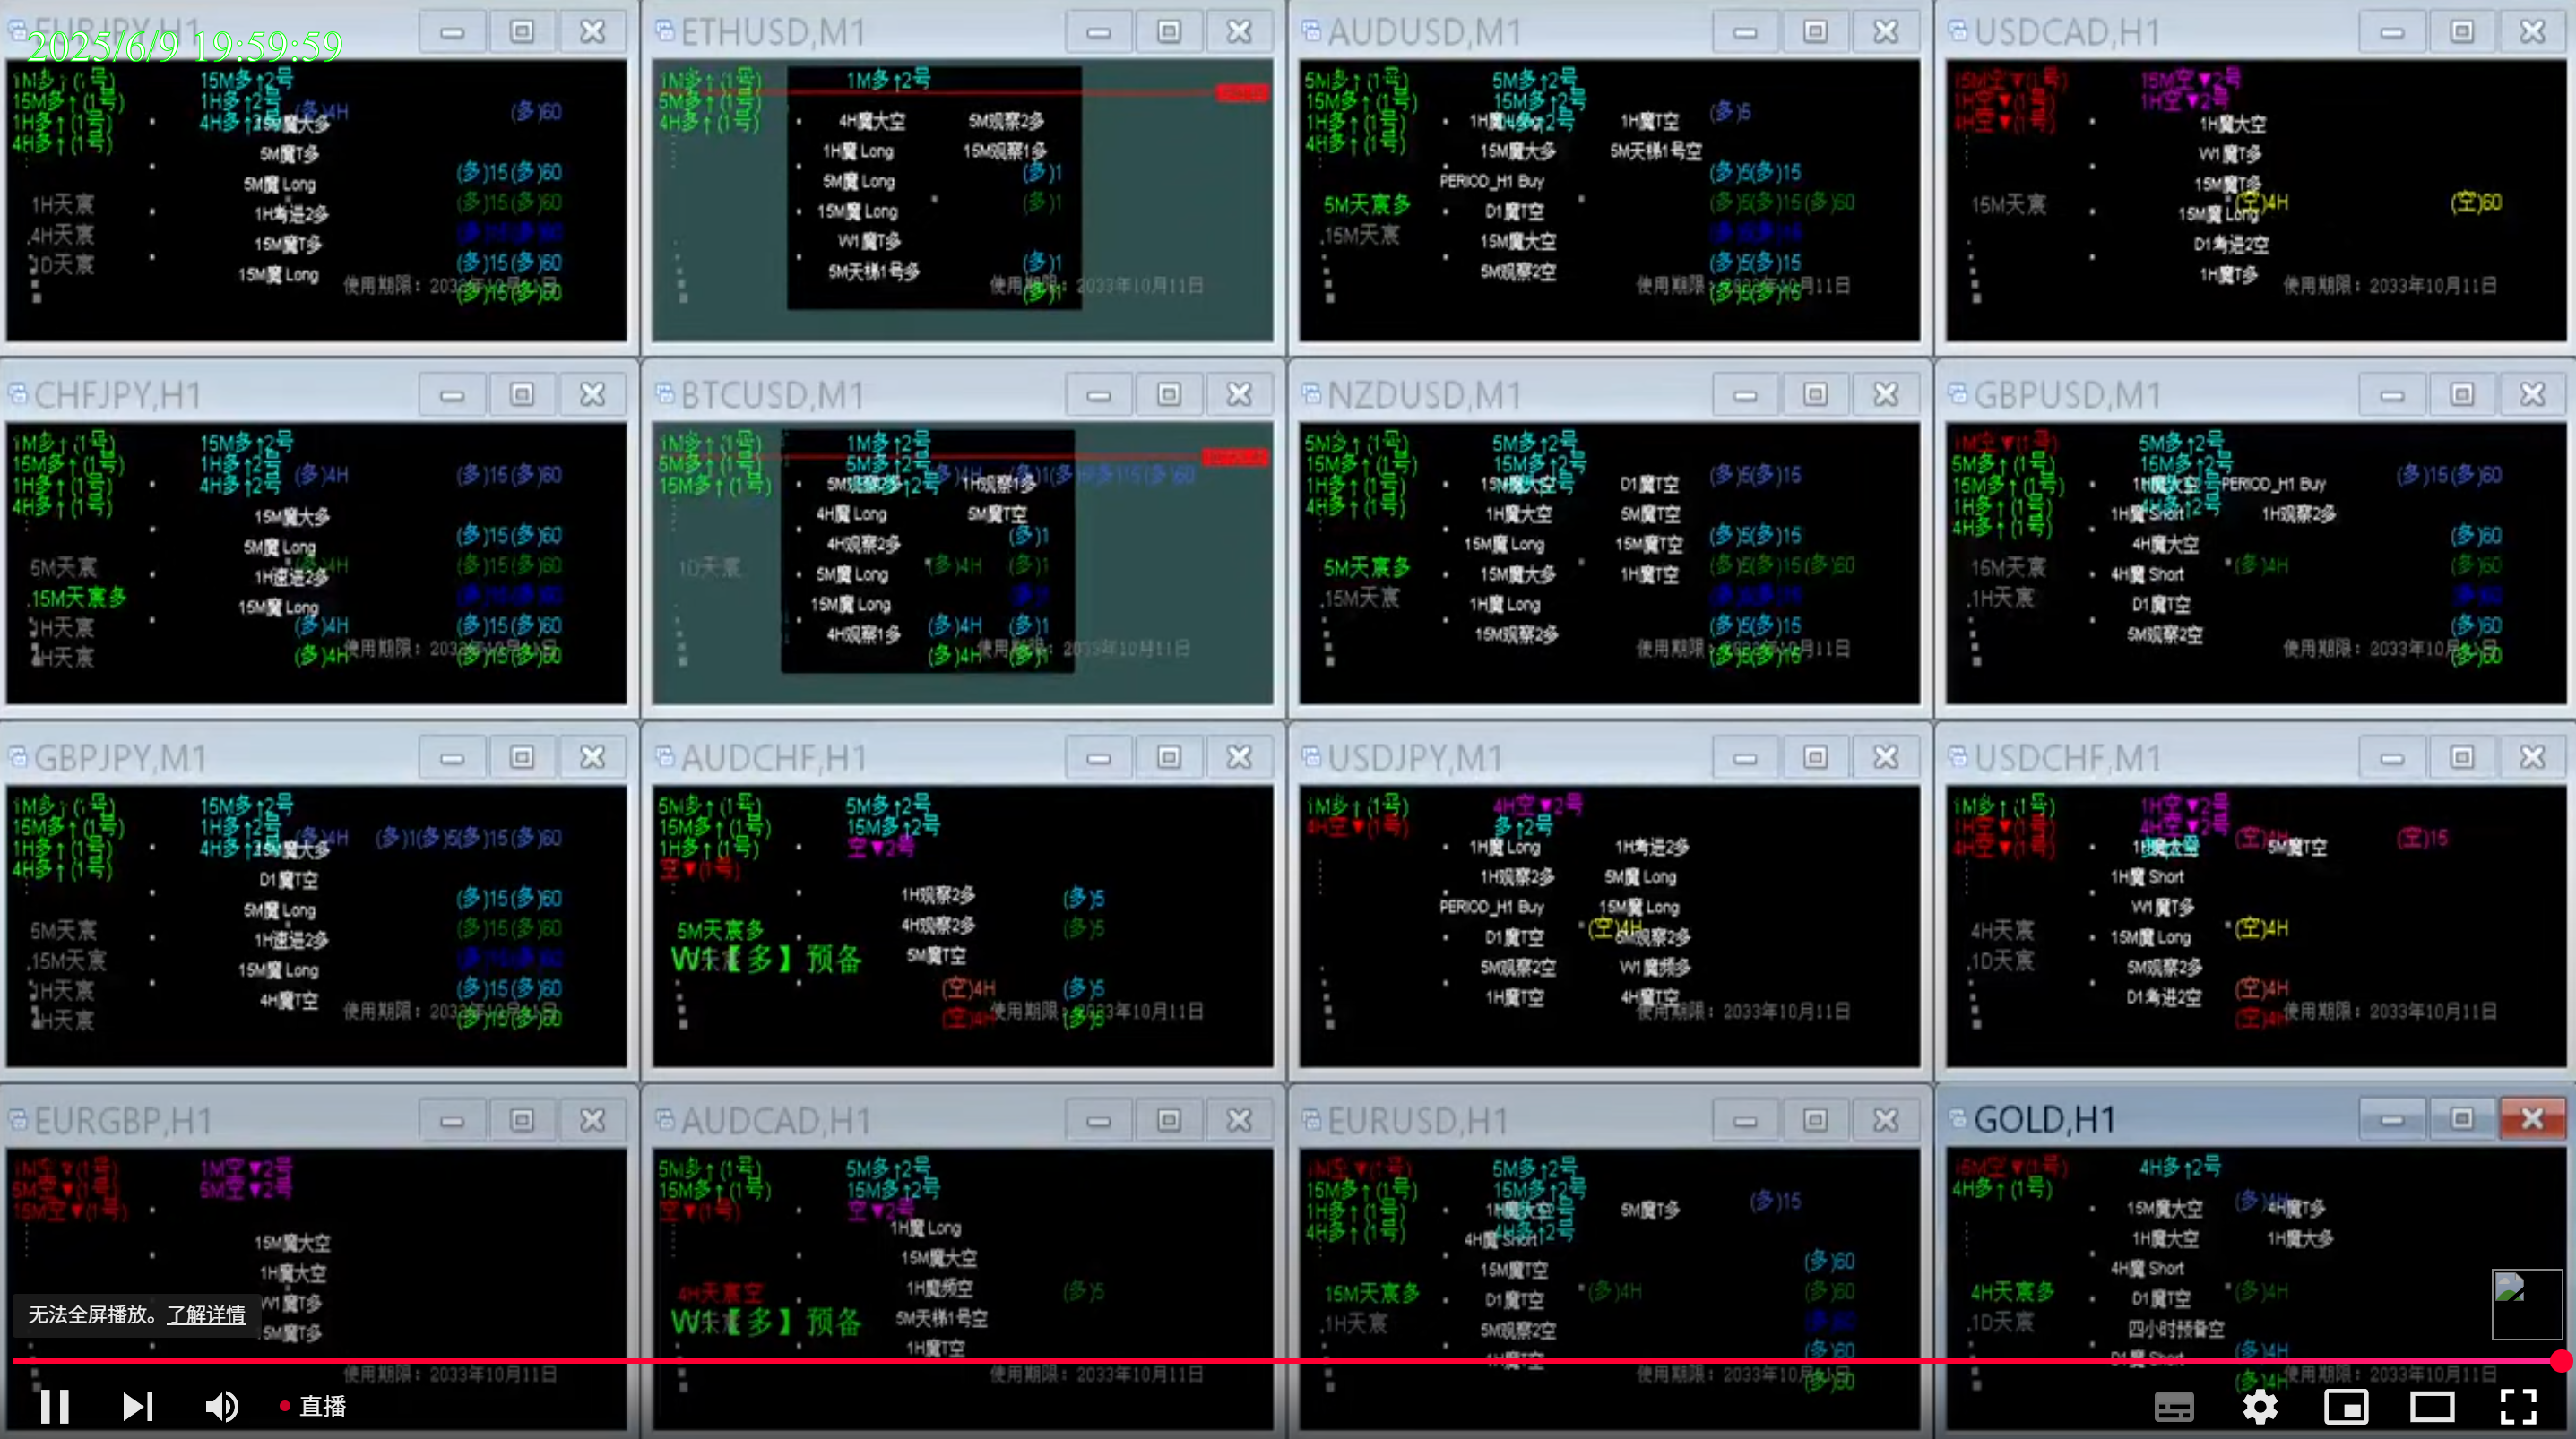 2025/6/9 19:59:59
EURJPY,H1
1M多↑(1号) 15M多↑2号
15M多↑(1号) 1H多↑2号 (多)4H (多)60
1H多↑(1号) 4H多↑2号
4H多↑(1号) 15M魔大多
5M魔T多
5M魔 Long (多)15(多)60
1H天宸 1H考进2多 (多)15(多)60
4H天宸 15M魔T多
1D天宸 15M魔 Long (多)15(多)60
使用期限：2033年10月11日
(多)15(多)60
ETHUSD,M1
1M多↑(1号) 1M多↑2号
5M多↑(1号)
4H多↑(1号) 4H魔大空 5M观察2多
1H魔 Long 15M观察1多
5M魔 Long (多)1
15M魔 Long (多)1
W1魔T多
5M天梯1号多 (多)1
使用期限：2033年10月11日
AUDUSD,M1
5M多↑(1号) 5M多↑2号
15M多↑(1号) 15M多↑2号 (多)5
1H多↑(1号) 1H魔T空
4H多↑(1号) 15M魔大多 5M天梯1号空
PERIOD_H1 Buy (多)5(多)15
5M天宸多 D1魔T空 (多)5(多)15(多)60
15M天宸 15M魔大空
5M观察2空 (多)5(多)15
使用期限：2033年10月11日
(多)5(多)15
USDCAD,H1
15M空▼(1号) 15M空▼2号
1H空▼(1号) 1H空▼2号
4H空▼(1号) 1H魔大空
W1魔T多
15M魔T多
15M天宸 15M魔 Long (空)4H (空)60
D1考进2空
1H魔T多
使用期限：2033年10月11日
CHFJPY,H1
1M多↑(1号) 15M多↑2号
15M多↑(1号) 1H多↑2号 (多)4H (多)15(多)60
1H多↑(1号) 4H多↑2号
4H多↑(1号) 15M魔大多
5M魔 Long (多)15(多)60
5M天宸 1H速进2多 (多)15(多)60
15M天宸多 15M魔 Long
1H天宸 (多)4H (多)15(多)60
4H天宸 (多)4H 使用期限：2033年10月11日
(多)15(多)60
BTCUSD,M1
1M多↑(1号) 1M多↑2号
5M多↑(1号) 5M多↑2号 (多)4H
15M多↑(1号) 5M观察2多 1H观察1多 (多)15(多)60
4H魔 Long 5M魔T空
4H观察2多 (多)1
1D天宸 5M魔 Long (多)4H (多)1
15M魔 Long
4H观察1多 (多)4H (多)1
(多)4H 使用期限：2033年10月11日
NZDUSD,M1
5M多↑(1号) 5M多↑2号
15M多↑(1号) 15M多↑2号 (多)5(多)15
1H多↑(1号) 15M魔大空 D1魔T空
4H多↑(1号) 1H魔大空 5M魔T空
15M魔 Long 15M魔T空 (多)5(多)15
5M天宸多 15M魔大多 1H魔T空 (多)5(多)15(多)60
15M天宸 1H魔 Long
15M观察2多 (多)5(多)15
使用期限：2033年10月11日
(多)5(多)15
GBPUSD,M1
1M空▼(1号) 5M多↑2号
5M多↑(1号) 15M多↑2号 (多)15(多)60
15M多↑(1号) 1H魔大空 PERIOD_H1 Buy
1H多↑(1号) 1H魔 Short 1H观察2多
4H多↑(1号) 4H魔大空 (多)60
15M天宸 4H魔 Short (多)4H (多)60
1H天宸 D1魔T空
5M观察2空 (多)60
使用期限：2033年10月11日
(多)60
GBPJPY,M1
1M多↑(1号) 15M多↑2号
15M多↑(1号) 1H多↑2号 (多)4H (多)1(多)5(多)15(多)60
1H多↑(1号) 4H多↑2号 15M魔大多
4H多↑(1号) D1魔T空
5M魔 Long (多)15(多)60
5M天宸 1H速进2多 (多)15(多)60
15M天宸 15M魔 Long
1H天宸 4H魔T空 (多)15(多)60
4H天宸 使用期限：2033年10月11日
(多)15(多)60
AUDCHF,H1
5M多↑(1号) 5M多↑2号
15M多↑(1号) 15M多↑2号
1H多↑(1号) 空▼2号
空▼(1号) 1H观察2多 (多)5
5M天宸多 4H观察2多 (多)5
W1【多】预备 5M魔T空
(空)4H (多)5
(空)4H 使用期限：2033年10月11日
(多)5
USDJPY,M1
1M多↑(1号) 4H空▼2号
4H空▼(1号) 多↑2号
1H魔 Long 1H考进2多
1H观察2多 5M魔 Long
PERIOD_H1 Buy 15M魔 Long
D1魔T空 (空)4H 5M观察2多
5M观察2空 W1魔频多
1H魔T空 4H魔T空
使用期限：2033年10月11日
USDCHF,M1
1M多↑(1号) 1H空▼2号
1H空▼(1号) 4H空▼2号 (空)4H (空)15
4H空▼(1号) 1H魔大空 5M魔T空
1H魔 Short
W1魔T多
4H天宸 15M魔 Long (空)4H
1D天宸 5M观察2多
D1考进2空 (空)4H
(空)4H 使用期限：2033年10月11日
EURGBP,H1
1M空▼(1号) 1M空▼2号
5M空▼(1号) 5M空▼2号
15M空▼(1号)
15M魔大空
1H魔大空
W1魔T多
5M魔T多
使用期限：2033年10月11日
AUDCAD,H1
5M多↑(1号) 5M多↑2号
15M多↑(1号) 15M多↑2号
空▼(1号) 空▼2号
1H魔 Long
15M魔大空
4H天宸空 1H魔频空 (多)5
W1【多】预备 5M天梯1号空
1H魔T空
使用期限：2033年10月11日
EURUSD,H1
1M空▼(1号) 5M多↑2号
15M多↑(1号) 15M多↑2号 (多)15
1H多↑(1号) 1H魔大空 5M魔T多
4H多↑(1号) 4H多↑2号
4H魔 Short
15M魔T空 (多)60
15M天宸多 D1魔T空 (多)4H (多)60
1H天宸 5M观察2空
1H魔T空 (多)60
使用期限：2033年10月11日
(多)60
GOLD,H1
15M空▼(1号) 4H多↑2号
4H多↑(1号) 15M魔大空 (多)4H 4H魔T多
1H魔大空 1H魔大多
4H魔 Short
4H天宸多 D1魔T空 (多)4H
1D天宸 四小时预备空
D1魔 Short (多)4H
(多)4H 使用期限：2033年10月11日
无法全屏播放。了解详情
直播